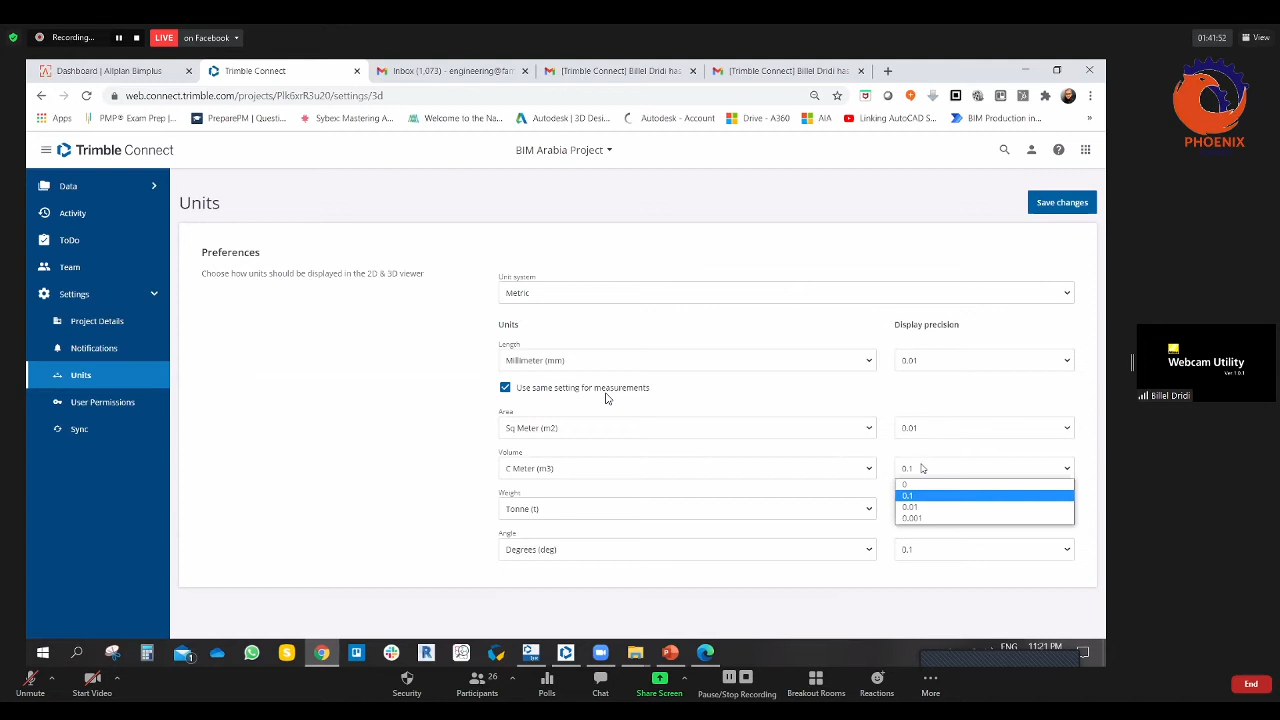 Recording...
LIVE
on Facebook
01:41:52
View
Dashboard | Allplan Bimplus
Trimble Connect
Inbox (1,073) - engineering@far
[Trimble Connect] Billel Dridi has
[Trimble Connect] Billel Dridi has
web.connect.trimble.com/projects/Plk6xrR3u20/settings/3d
Apps
PMP® Exam Prep |...
PreparePM | Questi...
Sybex: Mastering A...
Welcome to the Na...
Autodesk | 3D Desi...
Autodesk - Account
Drive - A360
AIA
Linking AutoCAD S...
BIM Production in...
»
PHOENIX
Trimble Connect
BIM Arabia Project
Data
Activity
ToDo
Team
Settings
Project Details
Notifications
Units
User Permissions
Sync
Units
Save changes
Preferences
Choose how units should be displayed in the 2D & 3D viewer
Unit system
Metric
Units
Display precision
Length
Millimeter (mm)
0.01
Use same setting for measurements
Area
Sq Meter (m2)
0.01
Volume
C Meter (m3)
0.1
0
0.1
0.01
0.001
Weight
Tonne (t)
Angle
Degrees (deg)
0.1
Webcam Utility
Ver 1.0.1
Billel Dridi
1
ENG
11:21 PM
Unmute
Start Video
Security
Participants
26
Polls
Chat
Share Screen
Pause/Stop Recording
Breakout Rooms
Reactions
More
End